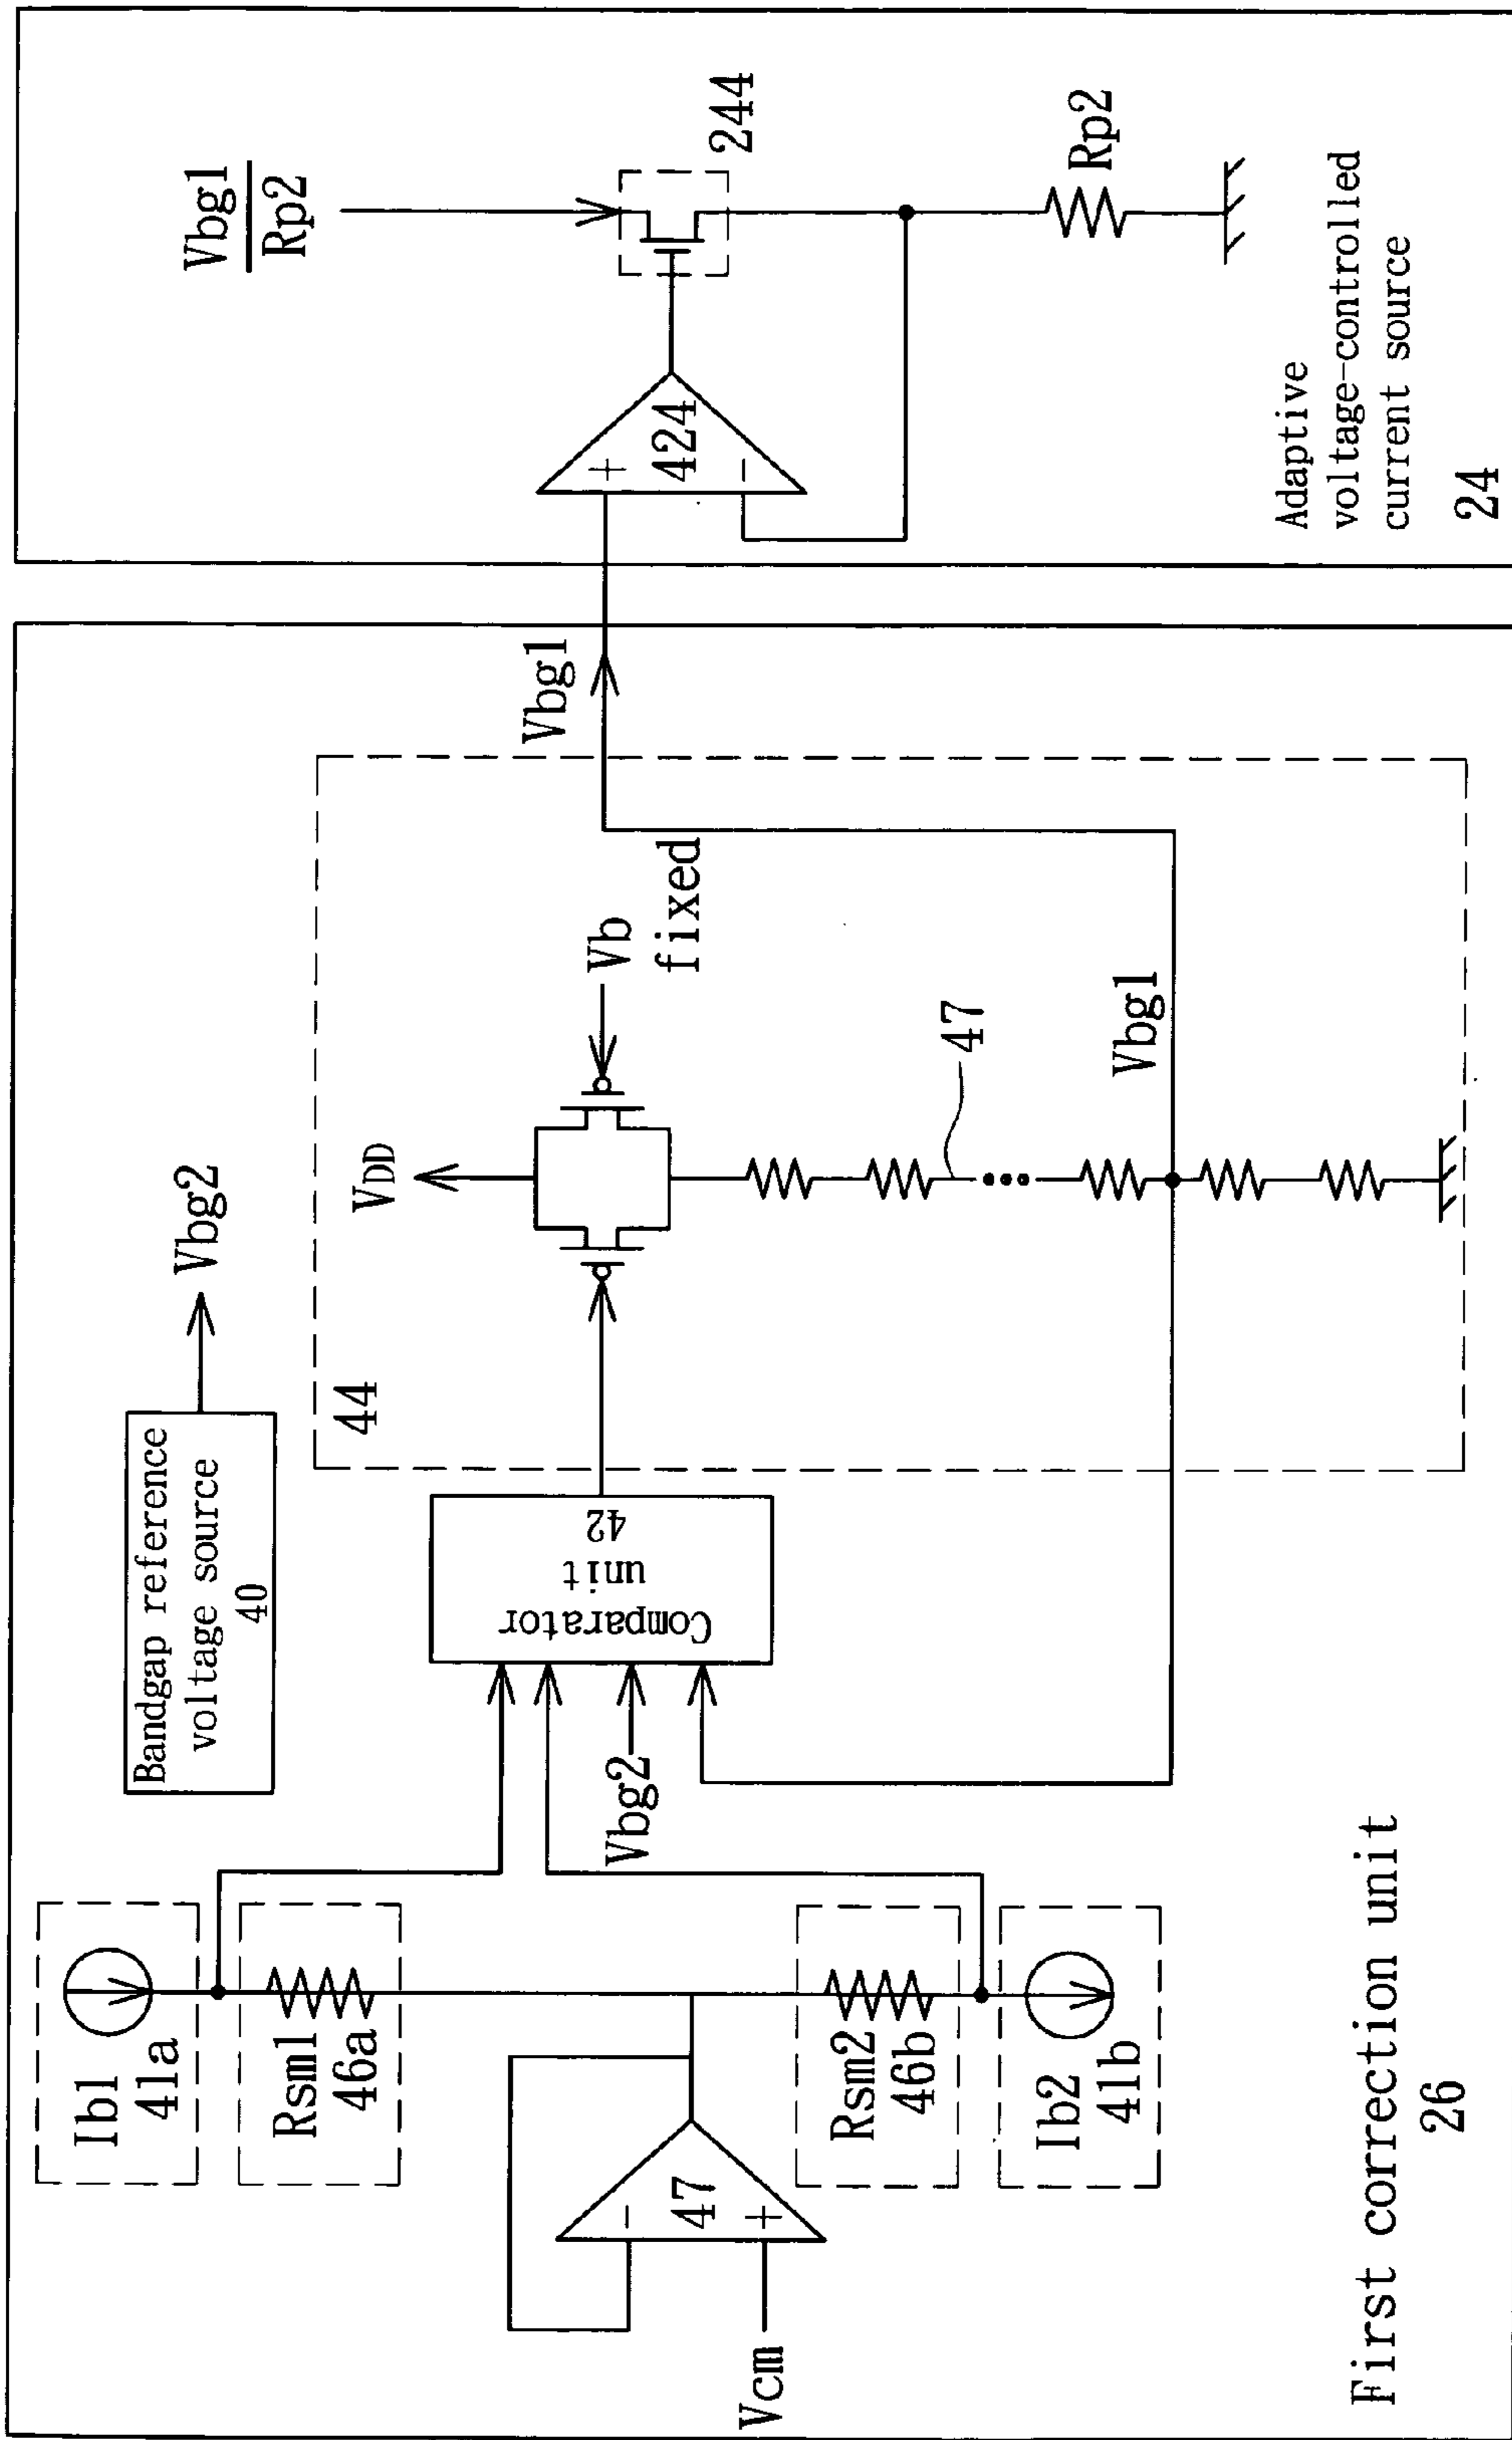 Ib1
41a
Rsm1
46a
47
Vcm
Rsm2
46b
Ib2
41b
First correction unit
26
Bandgap reference
voltage source
40
Vbg2
Comparator
unit
42
Vbg2
44
VDD
Vb
fixed
47
Vbg1
Vbg1
Vbg1
Rp2
424
244
Rp2
Adaptive
voltage-controlled
current source
24